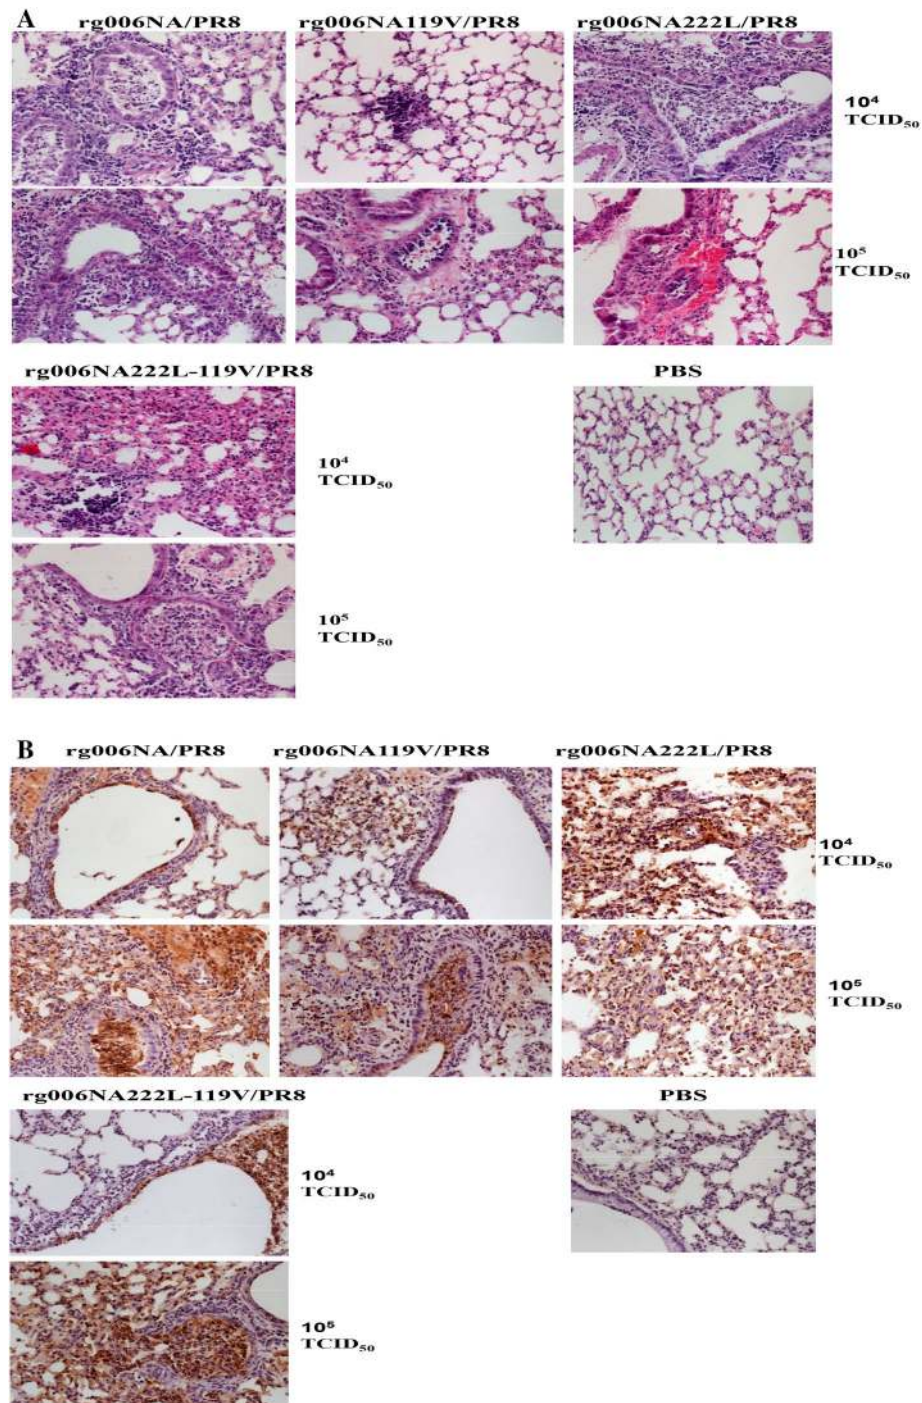 A
rg006NA/PR8 rg006NA119V/PR8 rg006NA222L/PR8
10⁴
TCID₅₀
10⁵
TCID₅₀
rg006NA222L-119V/PR8 PBS
10⁴
TCID₅₀
10⁵
TCID₅₀
B rg006NA/PR8 rg006NA119V/PR8 rg006NA222L/PR8
10⁴
TCID₅₀
10⁵
TCID₅₀
rg006NA222L-119V/PR8 PBS
10⁴
TCID₅₀
10⁵
TCID₅₀